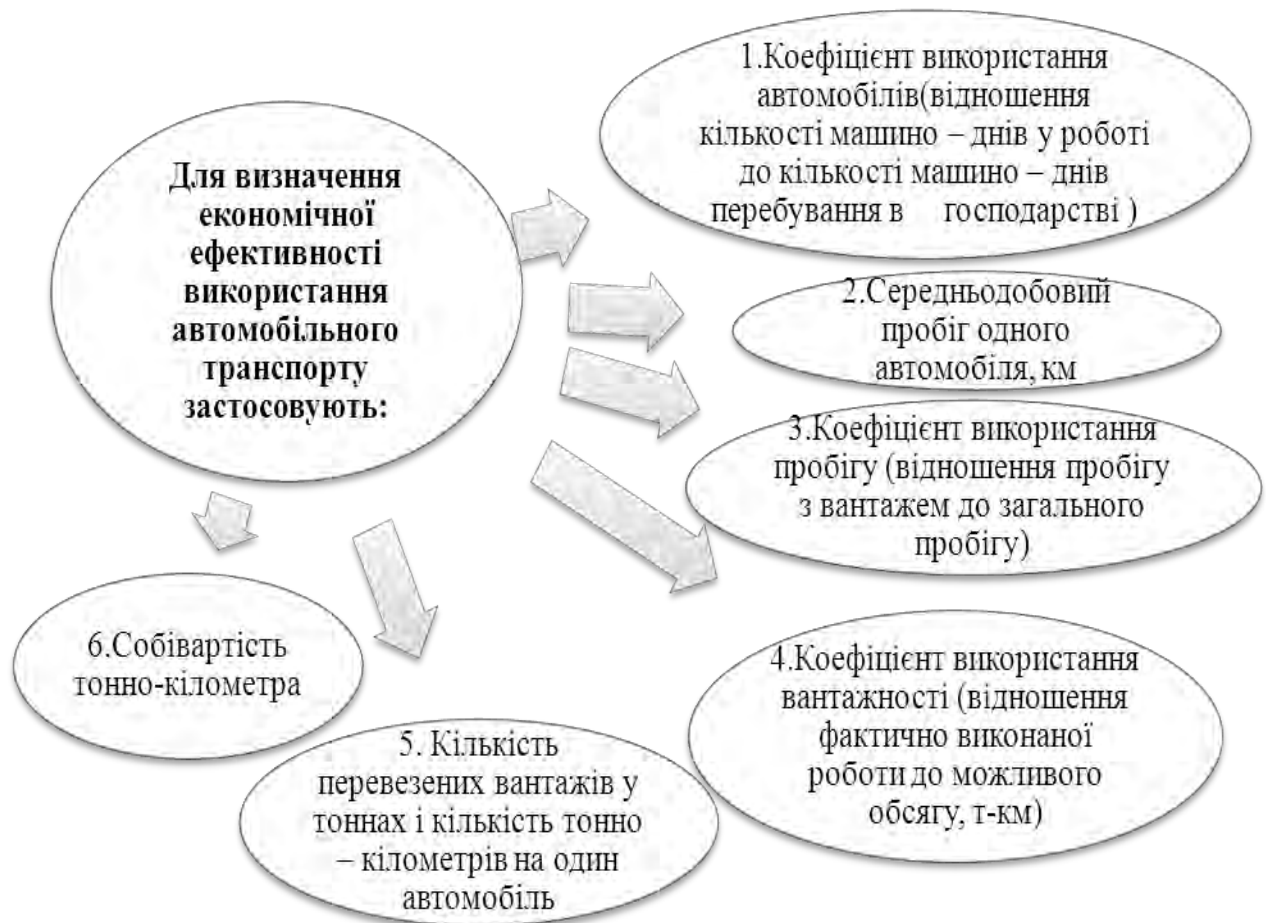 Для визначення
економічної
ефективності
використання
автомобільного
транспорту
застосовують:
1.Коефіцієнт використання
автомобілів(відношення
кількості машино – днів у роботі
до кількості машино – днів
перебування в господарстві )
2.Середньодобовий
пробіг одного
автомобіля, км
3.Коефіцієнт використання
пробігу (відношення пробігу
з вантажем до загального
пробігу)
4.Коефіцієнт використання
вантажності (відношення
фактично виконаної
роботи до можливого
обсягу, т-км)
5. Кількість
перевезених вантажів у
тоннах і кількість тонно
– кілометрів на один
автомобіль
6.Собівартість
тонно-кілометра